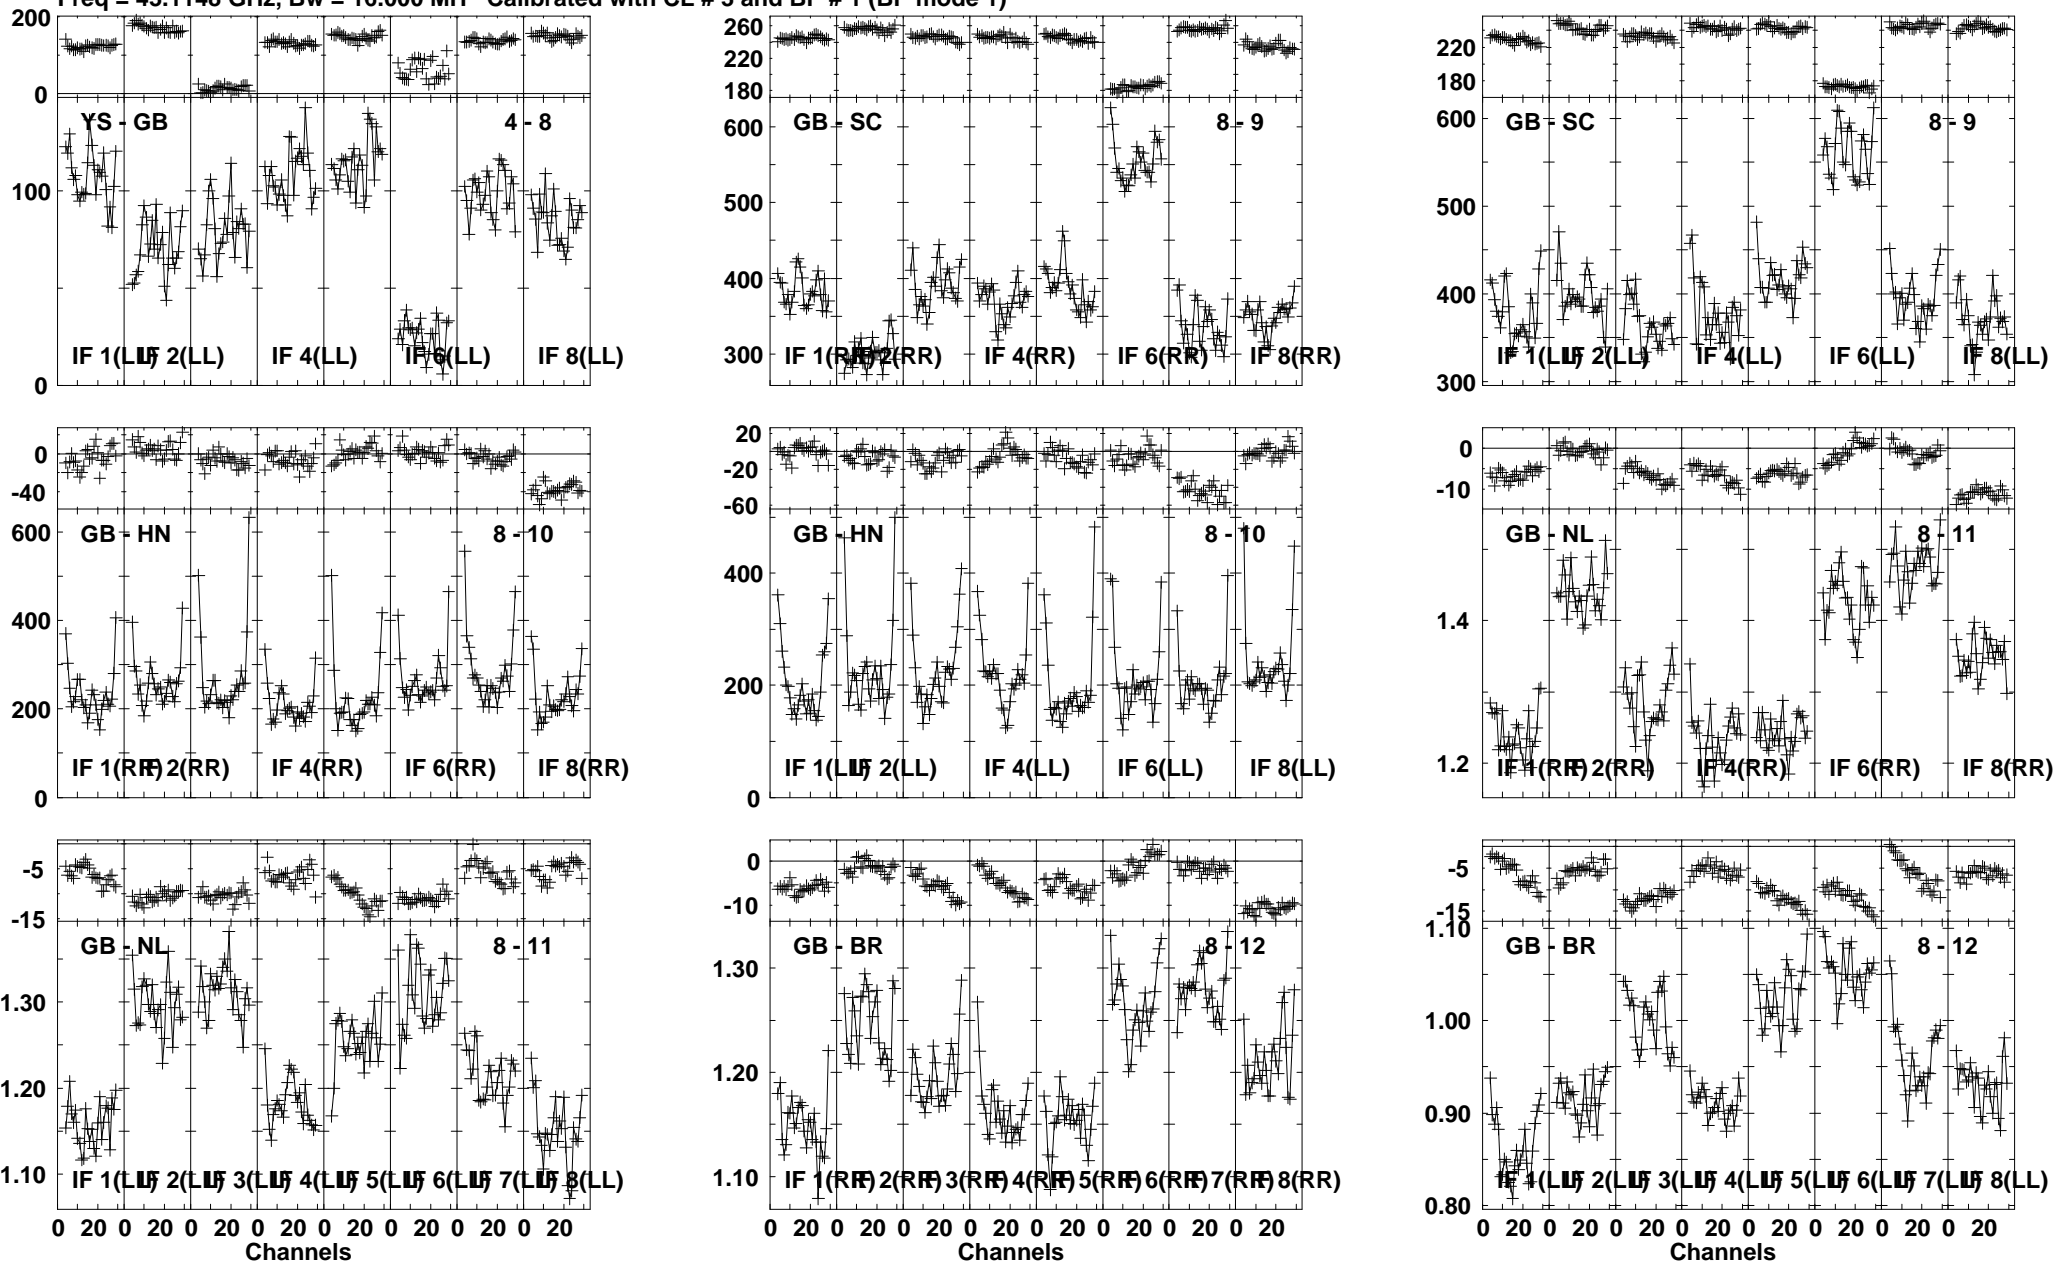 Freq = 43.1148 GHz, Bw = 16.000 MH Calibrated with CL # 3 and BP # 1 (BP mode 1)
200
100
0
0
YS - GB
4 - 8
IF 1(LL)
IF 2(LL)
IF 4(LL)
IF 6(LL)
IF 8(LL)
260
220
180
600
500
400
300
GB - SC
8 - 9
IF 1(RR)
IF 2(RR)
IF 4(RR)
IF 6(RR)
IF 8(RR)
220
180
600
500
400
300
GB - SC
8 - 9
IF 1(LL)
IF 2(LL)
IF 4(LL)
IF 6(LL)
IF 8(LL)
0
-40
600
400
200
0
GB - HN
8 - 10
IF 1(RR)
IF 2(RR)
IF 4(RR)
IF 6(RR)
IF 8(RR)
20
-20
-60
400
200
0
GB - HN
8 - 10
IF 1(LL)
IF 2(LL)
IF 4(LL)
IF 6(LL)
IF 8(LL)
0
-10
1.4
1.2
GB - NL
8 - 11
IF 1(RR)
IF 2(RR)
IF 4(RR)
IF 6(RR)
IF 8(RR)
-5
-15
1.30
1.20
1.10
GB - NL
8 - 11
IF 1(LL)
IF 2(LL)
IF 3(LL)
IF 4(LL)
IF 5(LL)
IF 6(LL)
IF 7(LL)
IF 8(LL)
0 20 0 20 0 20 0 20 0 20 0 20 0 20 0 20
Channels
0
-10
1.30
1.20
1.10
GB - BR
8 - 12
IF 1(RR)
IF 2(RR)
IF 3(RR)
IF 4(RR)
IF 5(RR)
IF 6(RR)
IF 7(RR)
IF 8(RR)
0 20 0 20 0 20 0 20 0 20 0 20 0 20 0 20
Channels
-5
-15
1.10
1.00
0.90
0.80
GB - BR
8 - 12
IF 1(LL)
IF 2(LL)
IF 3(LL)
IF 4(LL)
IF 5(LL)
IF 6(LL)
IF 7(LL)
IF 8(LL)
0 20 0 20 0 20 0 20 0 20 0 20 0 20 0 20
Channels